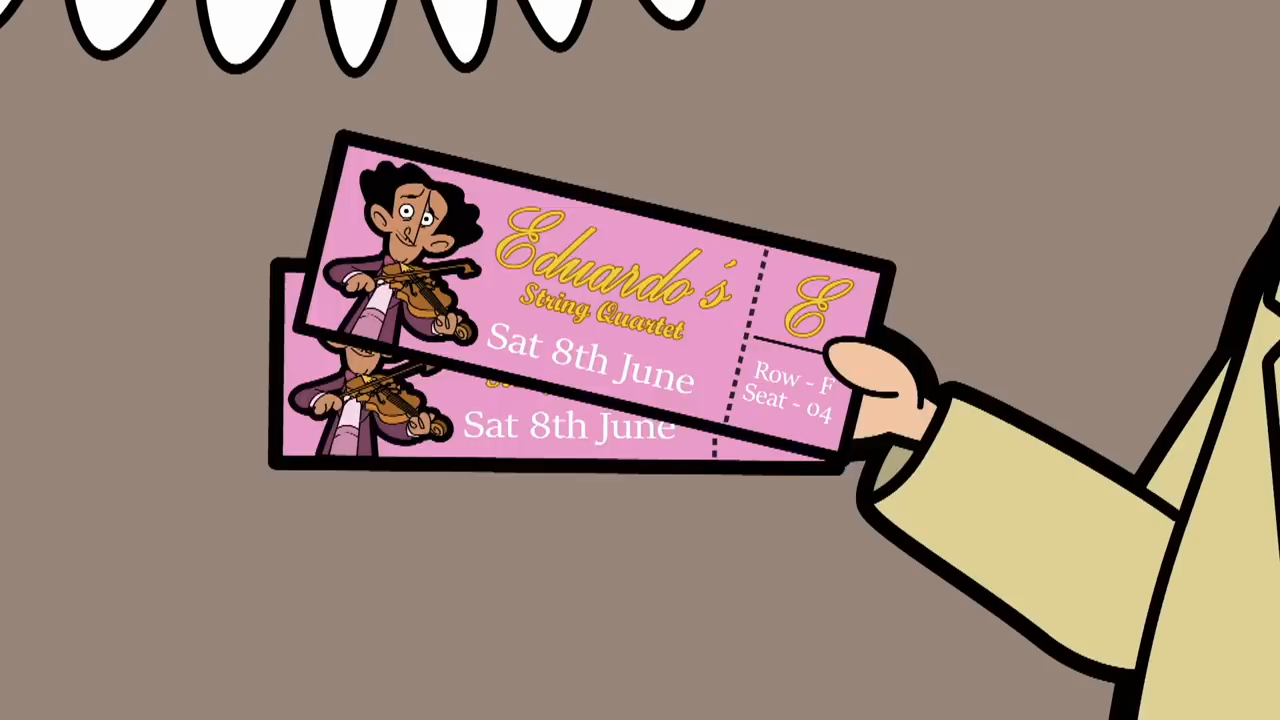 Eduardo's
String Quartet
Sat 8th June
E
Row - F
Seat - 04
Sat 8th June